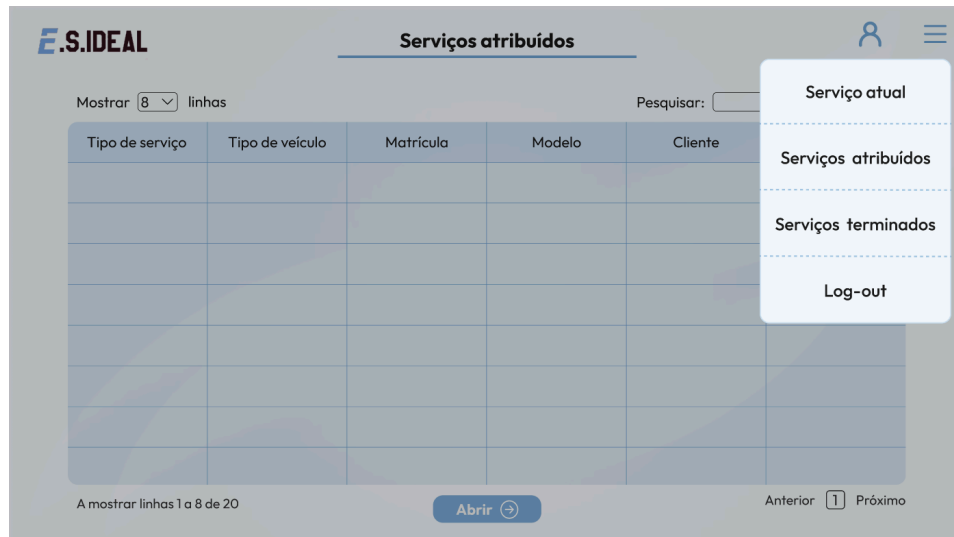 E.S.IDEAL
Serviços atribuídos
Mostrar 8 linhas
Pesquisar:
Tipo de serviço
Tipo de veículo
Matrícula
Modelo
Cliente
Serviço atual
Serviços atribuídos
Serviços terminados
Log-out
A mostrar linhas 1 a 8 de 20
Abrir
Anterior 1 Próximo